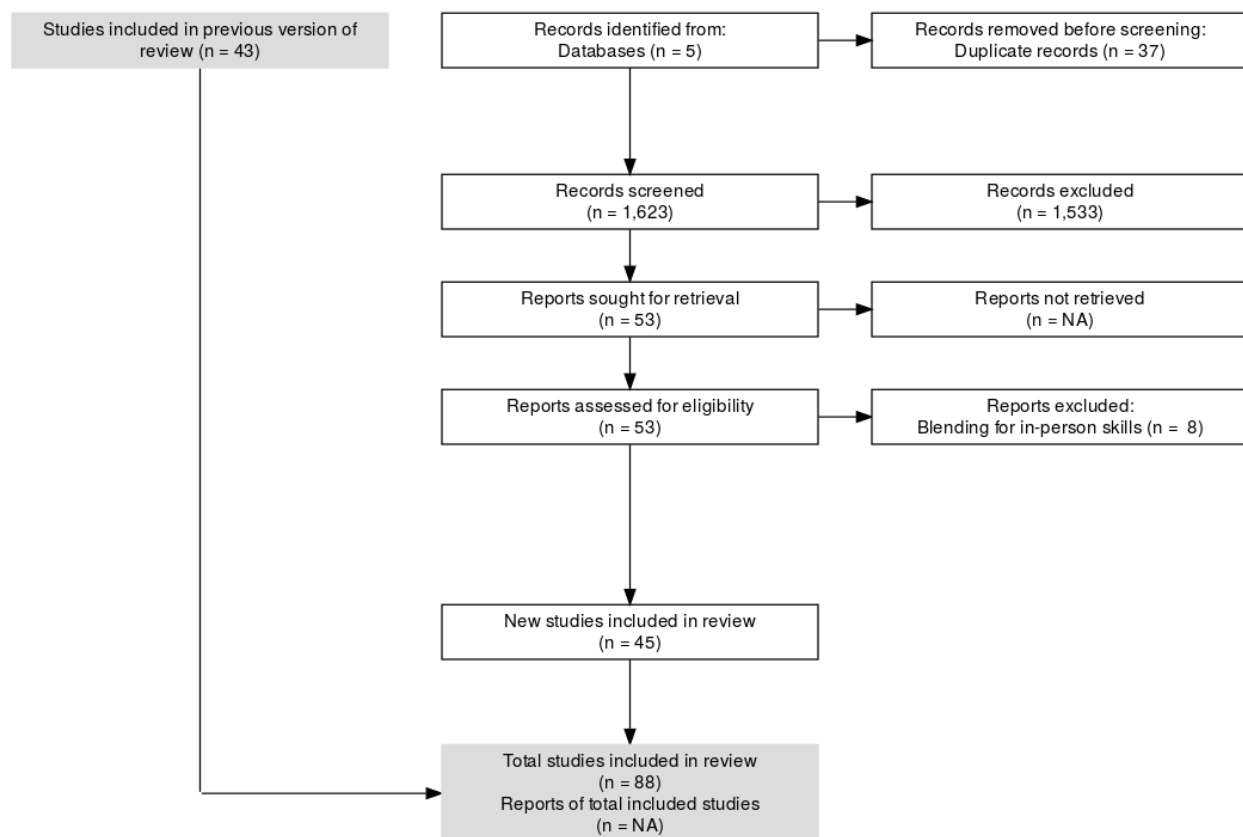 Studies included in previous version of
review (n = 43)
Records identified from:
Databases (n = 5)
Records removed before screening:
Duplicate records (n = 37)
Records screened
(n = 1,623)
Records excluded
(n = 1,533)
Reports sought for retrieval
(n = 53)
Reports not retrieved
(n = NA)
Reports assessed for eligibility
(n = 53)
Reports excluded:
Blending for in-person skills (n = 8)
New studies included in review
(n = 45)
Total studies included in review
(n = 88)
Reports of total included studies
(n = NA)